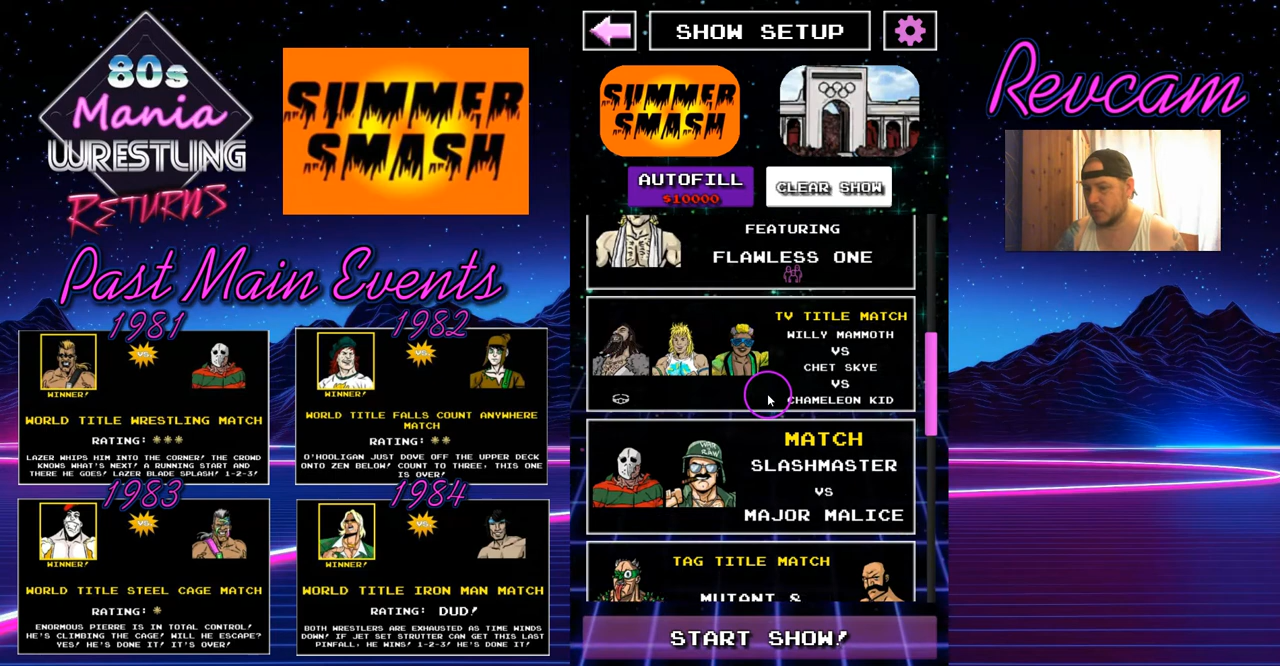 80s
Mania
WRESTLING
RETURNS
SUMMER
SMASH
Past Main Events
1981
VS
WINNER!
WORLD TITLE WRESTLING MATCH
RATING: ***
LAZER WHIPS HIM INTO THE CORNER! THE CROWD
KNOWS WHAT'S NEXT! A RUNNING START AND
THERE HE GOES! LAZER BLADE SPLASH! 1-2-3!
1982
VS
WINNER!
WORLD TITLE FALLS COUNT ANYWHERE
MATCH
RATING: **
O'HOOLIGAN JUST DOVE OFF THE UPPER DECK
ONTO ZEN BELOW! COUNT TO THREE, THIS ONE
IS OVER!
1983
VS
WINNER!
WORLD TITLE STEEL CAGE MATCH
RATING: *
ENORMOUS PIERRE IS IN TOTAL CONTROL!
HE'S CLIMBING THE CAGE! WILL HE ESCAPE?
YES! HE'S DONE IT! IT'S OVER!
1984
VS
WINNER!
WORLD TITLE IRON MAN MATCH
RATING: DUD!
BOTH WRESTLERS ARE EXHAUSTED AS TIME WINDS
DOWN! IF JET SET STRUTTER CAN GET THIS LAST
PINFALL, HE WINS! 1-2-3! HE'S DONE IT!
SHOW SETUP
SUMMER
SMASH
AUTOFILL
$10000
CLEAR SHOW
FEATURING
FLAWLESS ONE
TV TITLE MATCH
WILLY MAMMOTH
VS
CHET SKYE
VS
CHAMELEON KID
MATCH
SLASHMASTER
VS
MAJOR MALICE
WAR
RAW
TAG TITLE MATCH
MUTANT &
START SHOW!
Revcam